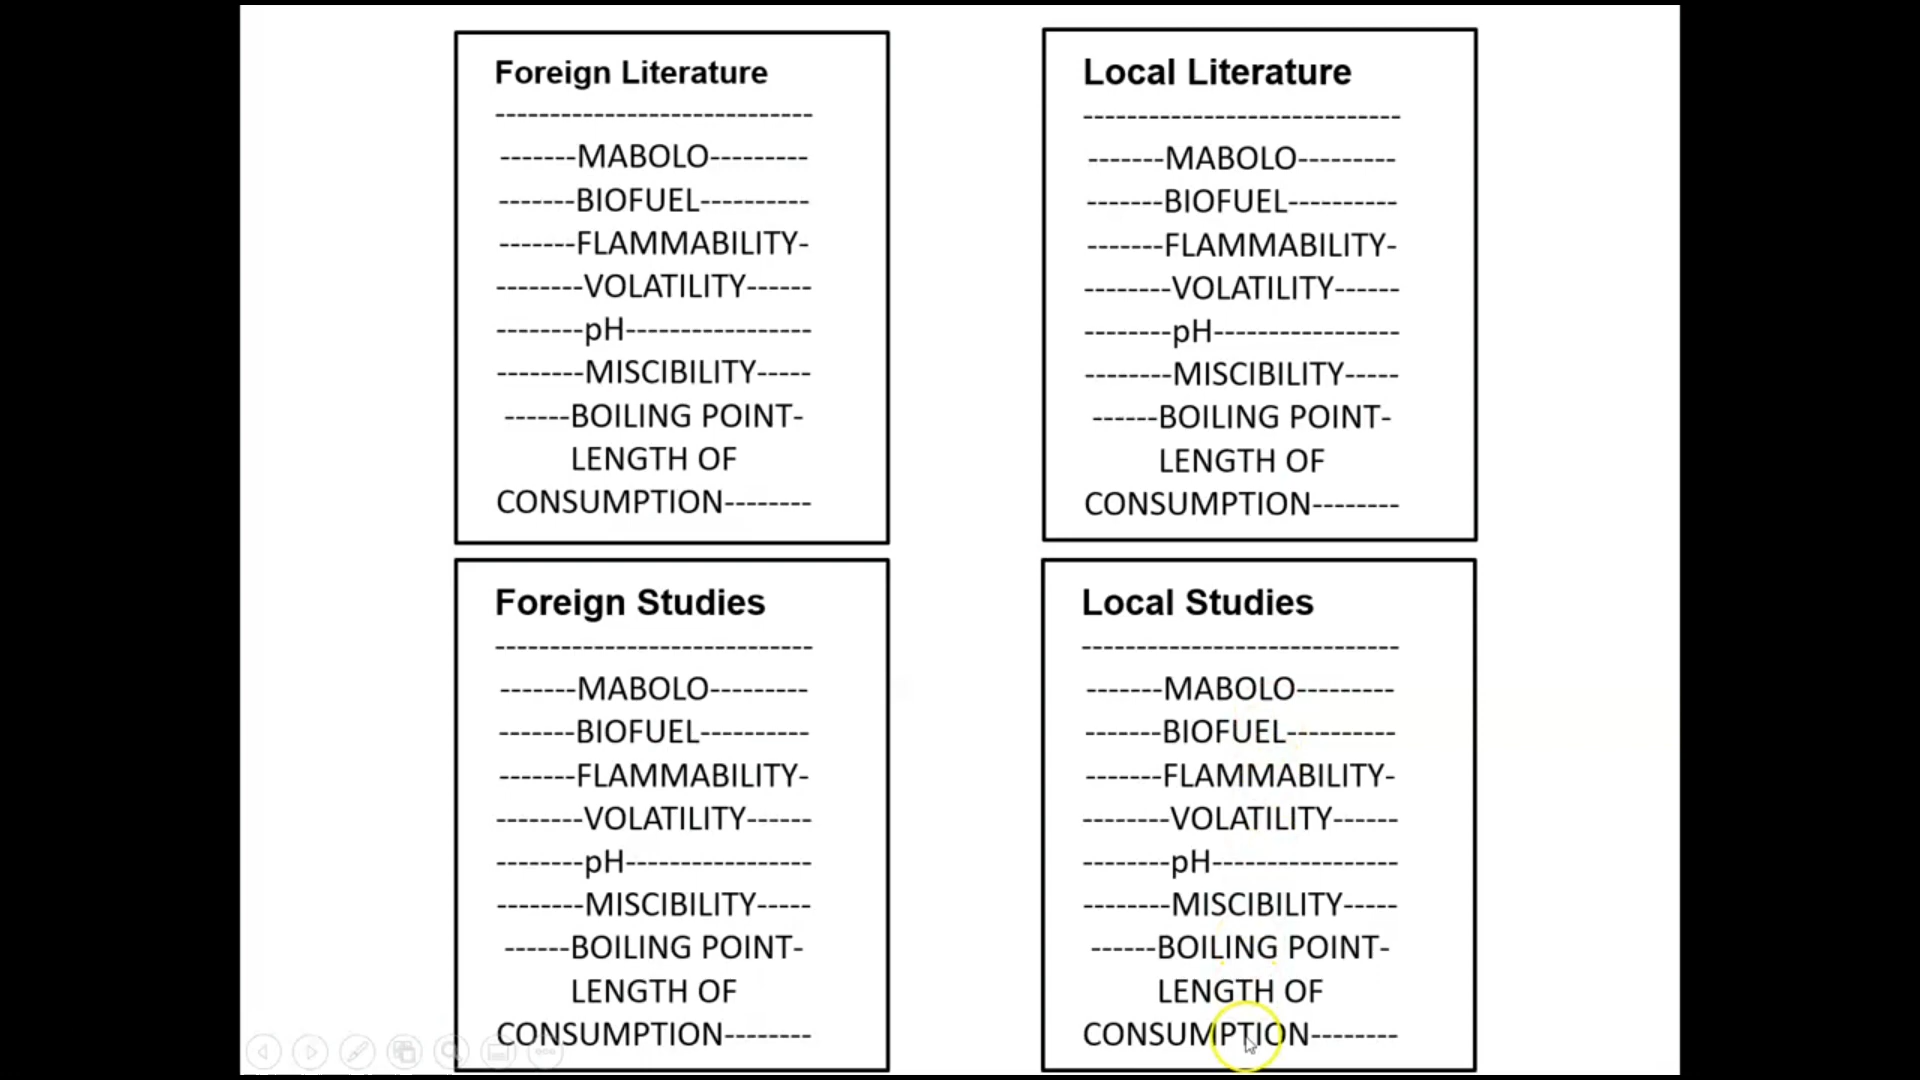 Foreign Literature
-----------------------------
-------MABOLO---------
-------BIOFUEL----------
-------FLAMMABILITY-
--------VOLATILITY------
--------pH-----------------
--------MISCIBILITY-----
------BOILING POINT-
LENGTH OF
CONSUMPTION--------
Local Literature
-----------------------------
-------MABOLO---------
-------BIOFUEL----------
-------FLAMMABILITY-
--------VOLATILITY------
--------pH-----------------
--------MISCIBILITY-----
------BOILING POINT-
LENGTH OF
CONSUMPTION--------
Foreign Studies
-----------------------------
-------MABOLO---------
-------BIOFUEL----------
-------FLAMMABILITY-
--------VOLATILITY------
--------pH-----------------
--------MISCIBILITY-----
------BOILING POINT-
LENGTH OF
CONSUMPTION--------
Local Studies
-----------------------------
-------MABOLO---------
-------BIOFUEL----------
-------FLAMMABILITY-
--------VOLATILITY------
--------pH-----------------
--------MISCIBILITY-----
------BOILING POINT-
LENGTH OF
CONSUMPTION--------